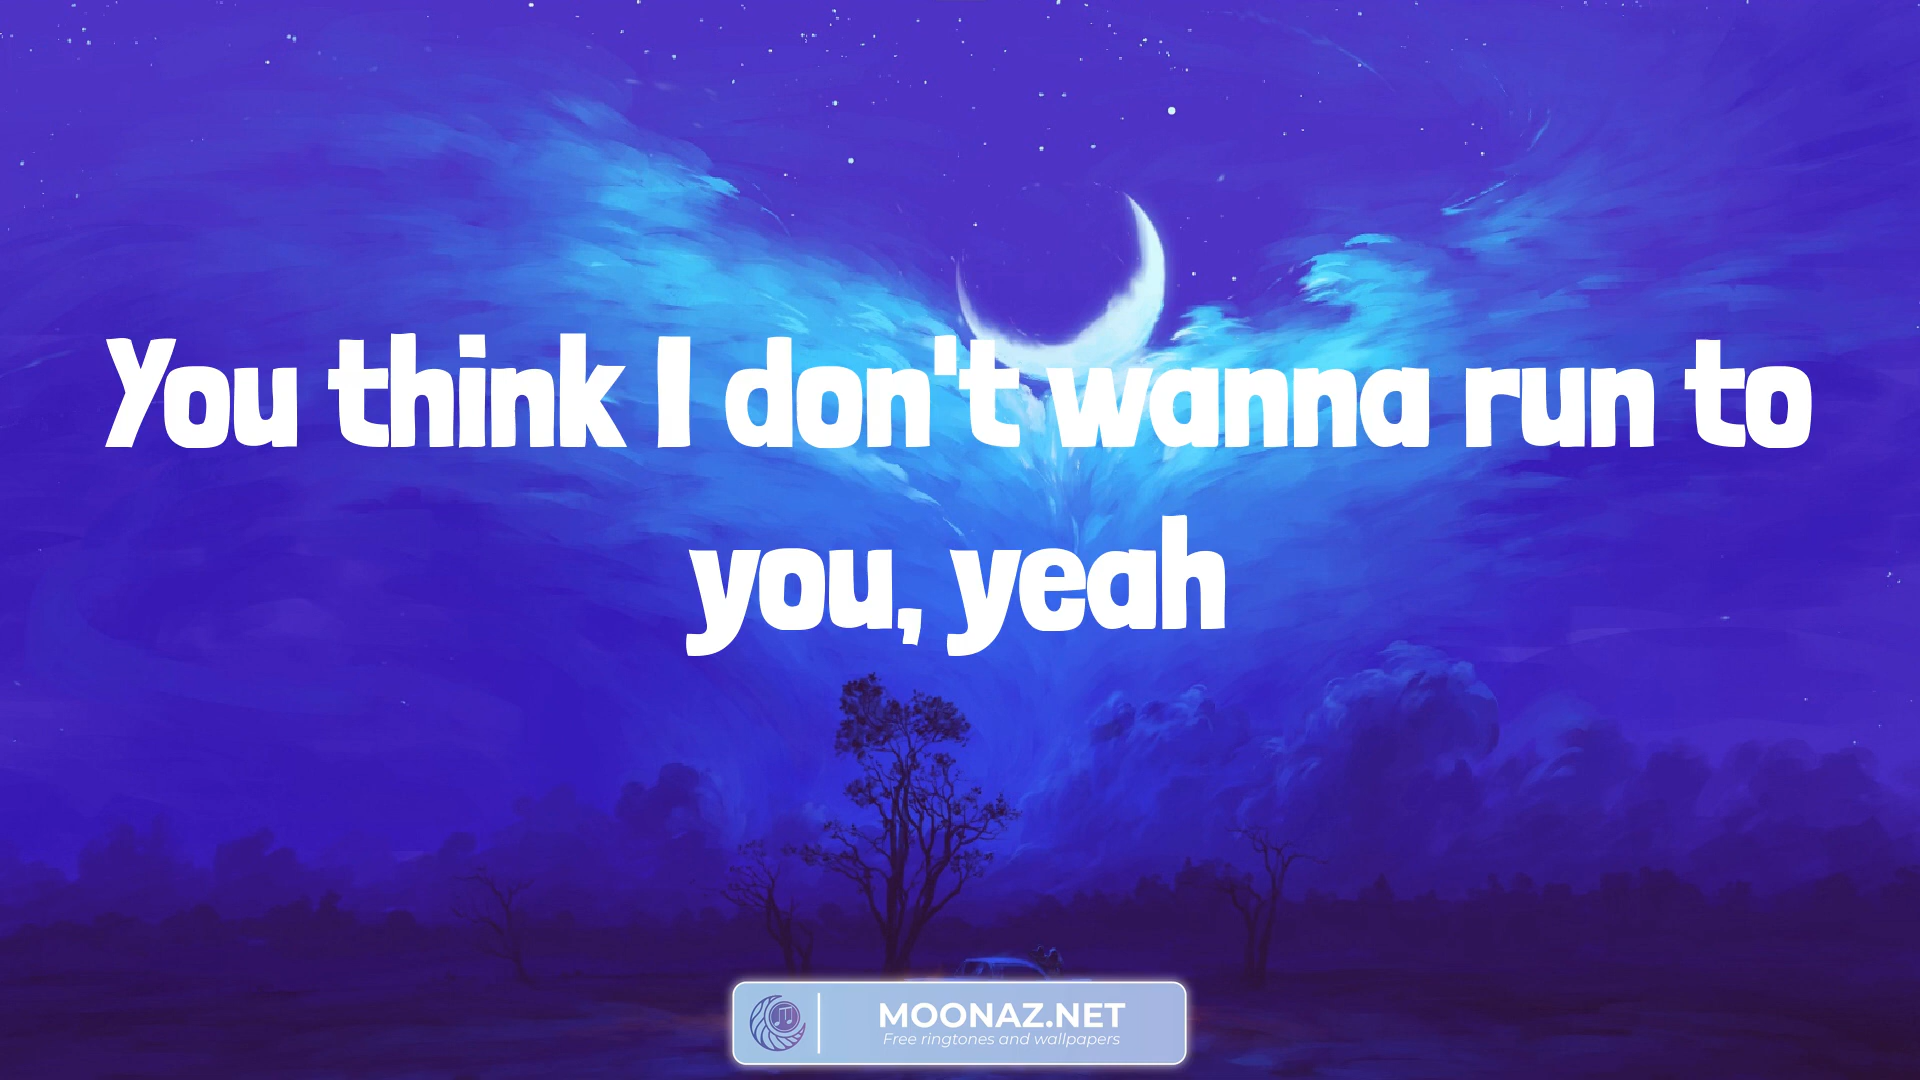 You think I don't wanna run to
you, yeah
MOONAZ.NET
Free ringtones and wallpapers